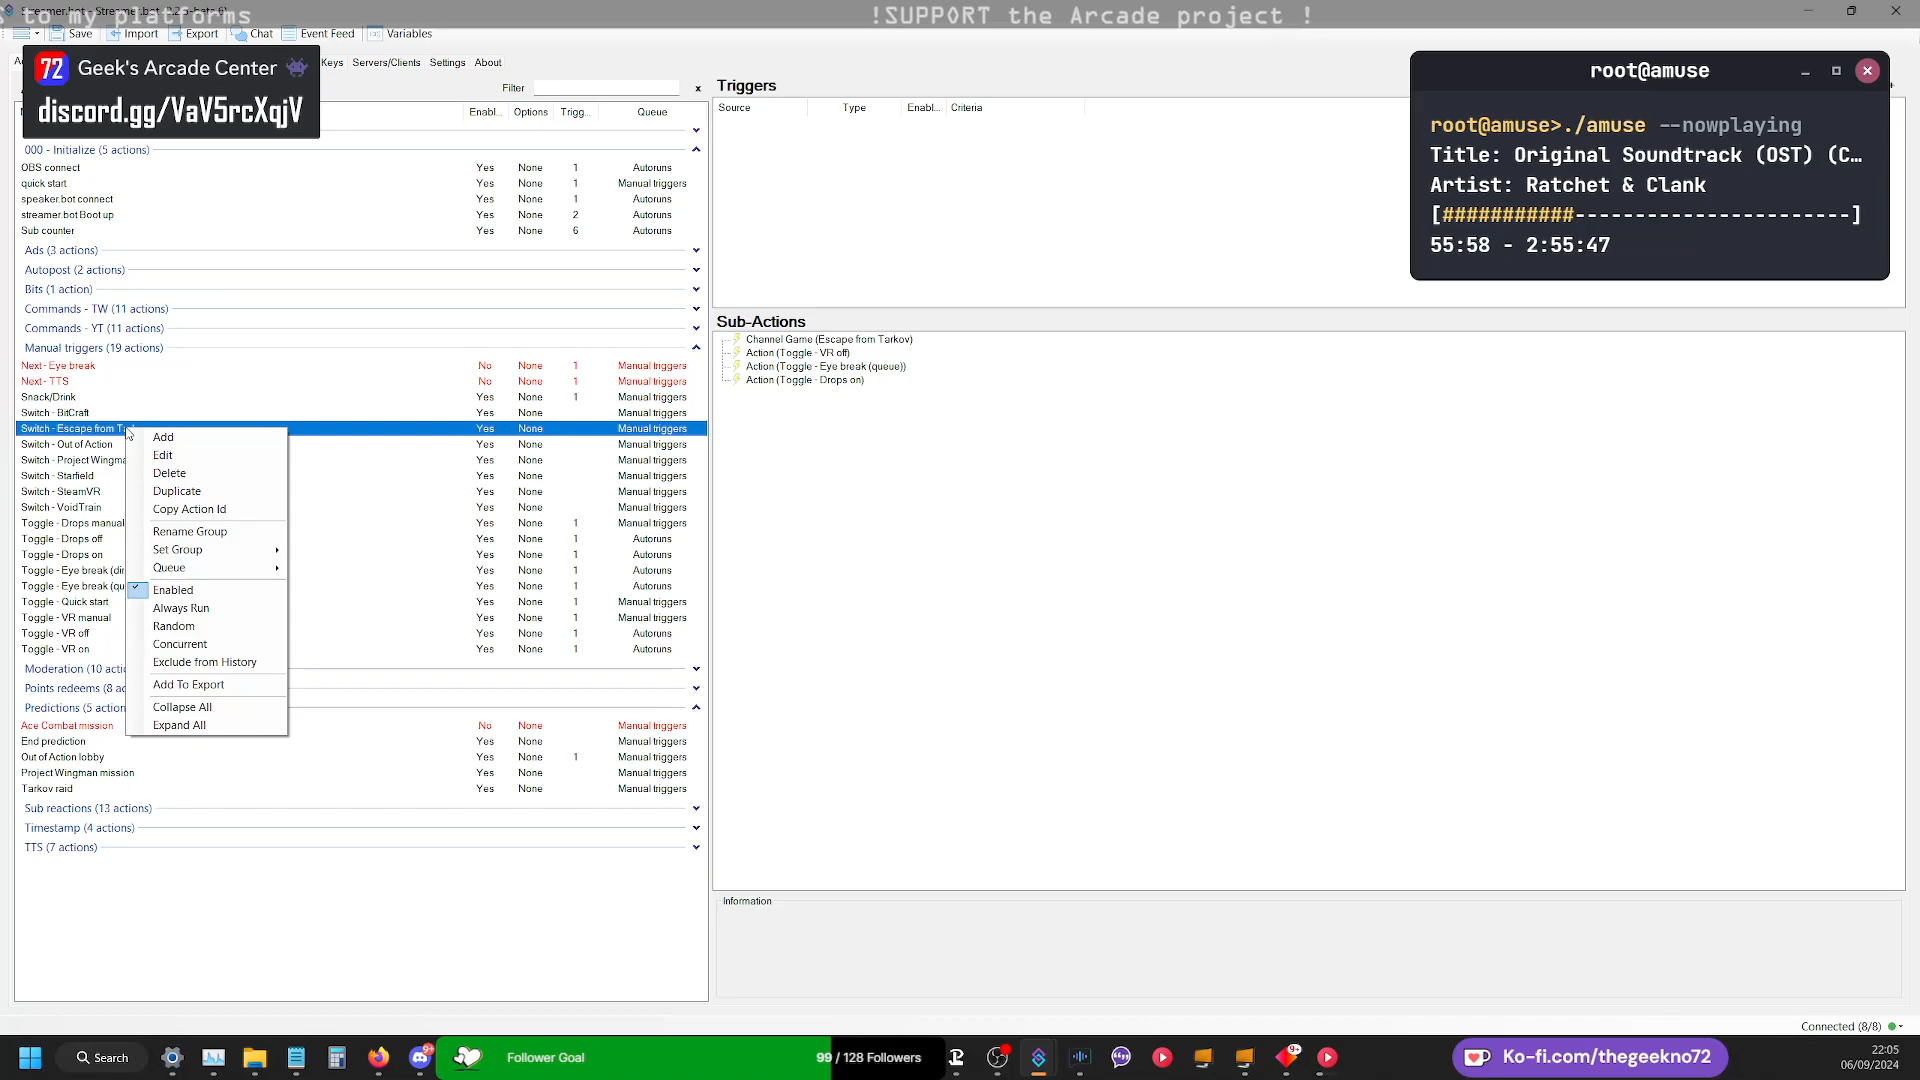 to my platforms
!SUPPORT the Arcade project !
Save
Import
Export
Chat
Event Feed
Variables
72 Geek's Arcade Center
discord.gg/VaV5rcXqjV
Keys
Servers/Clients
Settings
About
Filter
x
Enabl...
Options
Trigg...
Queue
000 - Initialize (5 actions)
OBS connect Yes None 1 Autoruns
quick start Yes None 1 Manual triggers
speaker.bot connect Yes None 1 Autoruns
streamer.bot Boot up Yes None 2 Autoruns
Sub counter Yes None 6 Autoruns
Ads (3 actions)
Autopost (2 actions)
Bits (1 action)
Commands - TW (11 actions)
Commands - YT (11 actions)
Manual triggers (19 actions)
Next - Eye break No None 1 Manual triggers
Next - TTS No None 1 Manual triggers
Snack/Drink Yes None 1 Manual triggers
Switch - BitCraft Yes None Manual triggers
Switch - Escape from Yes None Manual triggers
Switch - Out of Action Yes None Manual triggers
Switch - Project Wingma Yes None Manual triggers
Switch - Starfield Yes None Manual triggers
Switch - SteamVR Yes None Manual triggers
Switch - VoidTrain Yes None Manual triggers
Toggle - Drops manual Yes None 1 Manual triggers
Toggle - Drops off Yes None 1 Autoruns
Toggle - Drops on Yes None 1 Autoruns
Toggle - Eye break (dir Yes None 1 Autoruns
Toggle - Eye break (qu Yes None 1 Autoruns
Toggle - Quick start Yes None 1 Manual triggers
Toggle - VR manual Yes None 1 Manual triggers
Toggle - VR off Yes None 1 Autoruns
Toggle - VR on Yes None 1 Autoruns
Moderation (10 actio
Points redeems (8 ac
Predictions (5 action
Ace Combat mission No None Manual triggers
End prediction Yes None Manual triggers
Out of Action lobby Yes None 1 Manual triggers
Project Wingman mission Yes None Manual triggers
Tarkov raid Yes None Manual triggers
Sub reactions (13 actions)
Timestamp (4 actions)
TTS (7 actions)
Add
Edit
Delete
Duplicate
Copy Action Id
Rename Group
Set Group
Queue
Enabled
Always Run
Random
Concurrent
Exclude from History
Add To Export
Collapse All
Expand All
Triggers
Source Type Enabl... Criteria
Sub-Actions
Channel Game (Escape from Tarkov)
Action (Toggle - VR off)
Action (Toggle - Eye break (queue))
Action (Toggle - Drops on)
Information
root@amuse
root@amuse>./amuse --nowplaying
Title: Original Soundtrack (OST) (C…
Artist: Ratchet & Clank
[###########-----------------------]
55:58 - 2:55:47
Connected (8/8)
Search
9+
Follower Goal
99 / 128 Followers
9+
Ko-fi.com/thegeekno72
22:05
06/09/2024